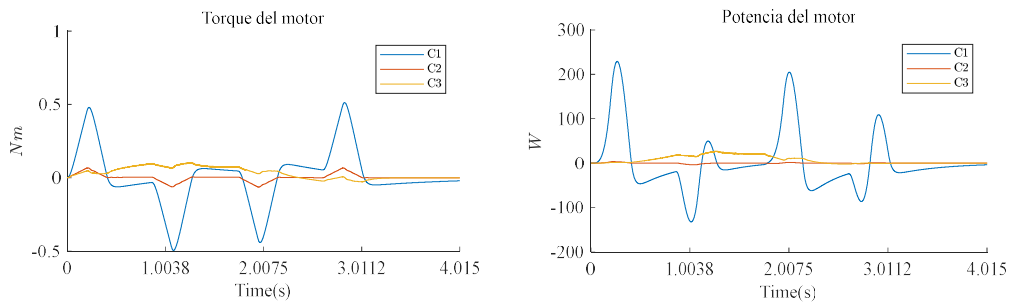 Torque del motor
1
0.5
0
-0.5
Nm
C1
C2
C3
0
1.0038
2.0075
3.0112
4.015
Time(s)
Potencia del motor
300
200
100
0
-100
-200
W
C1
C2
C3
0
1.0038
2.0075
3.0112
4.015
Time(s)